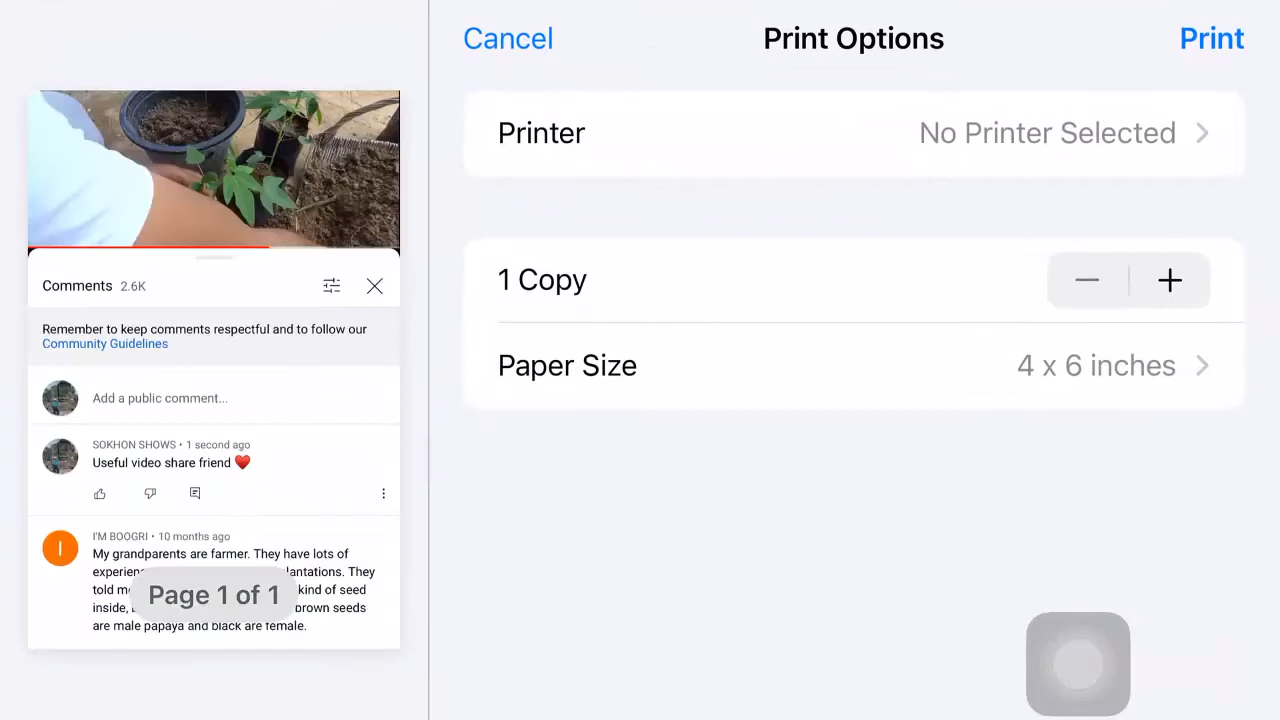 Cancel
Print Options
Print
Printer
No Printer Selected
1 Copy
Paper Size
4 x 6 inches
Comments 2.6K
Remember to keep comments respectful and to follow our
Community Guidelines
Add a public comment...
SOKHON SHOWS • 1 second ago
Useful video share friend ❤️
I
I'M BOOGRI • 10 months ago
My grandparents are farmer. They have lots of
lantations. They
told
kind of seed
inside,
brown seeds
are male papaya and black are female.
Page 1 of 1